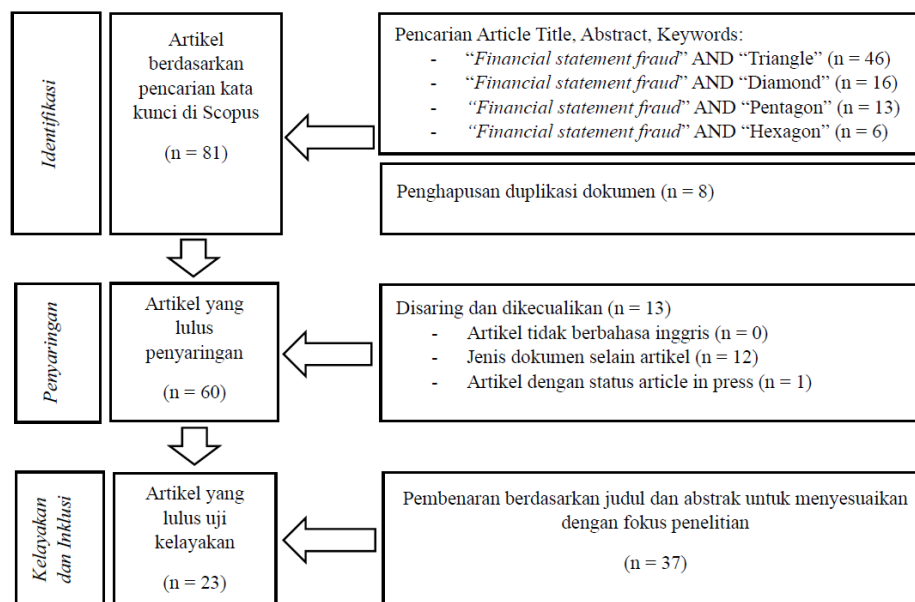 Identifikasi
Artikel
berdasarkan
pencarian kata
kunci di Scopus
(n = 81)
Pencarian Article Title, Abstract, Keywords:
- “Financial statement fraud” AND “Triangle” (n = 46)
- “Financial statement fraud” AND “Diamond” (n = 16)
- “Financial statement fraud” AND “Pentagon” (n = 13)
- “Financial statement fraud” AND “Hexagon” (n = 6)
Penghapusan duplikasi dokumen (n = 8)
Penyaringan
Artikel yang
lulus
penyaringan
(n = 60)
Disaring dan dikecualikan (n = 13)
- Artikel tidak berbahasa inggris (n = 0)
- Jenis dokumen selain artikel (n = 12)
- Artikel dengan status article in press (n = 1)
Kelayakan
dan Inklusi
Artikel yang
lulus uji
kelayakan
(n = 23)
Pembenaran berdasarkan judul dan abstrak untuk menyesuaikan
dengan fokus penelitian
(n = 37)